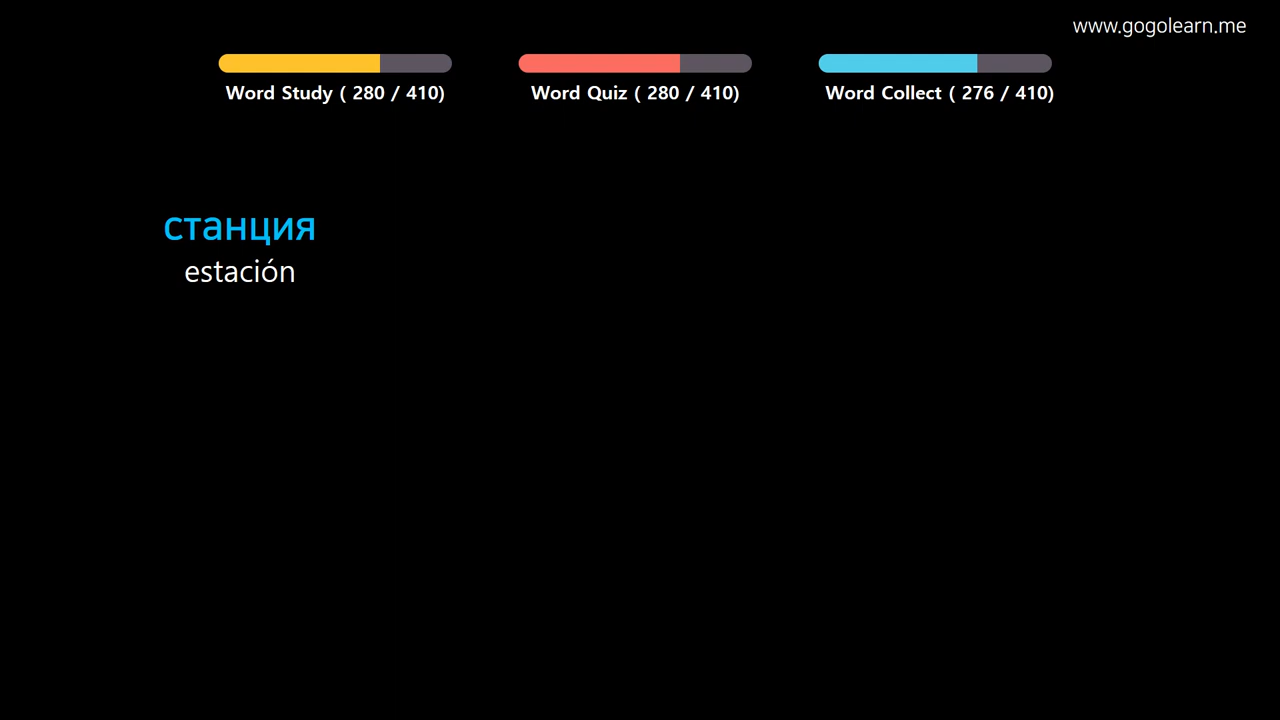 www.gogolearn.me
Word Study ( 280 / 410)
Word Quiz ( 280 / 410)
Word Collect ( 276 / 410)
станция
estación